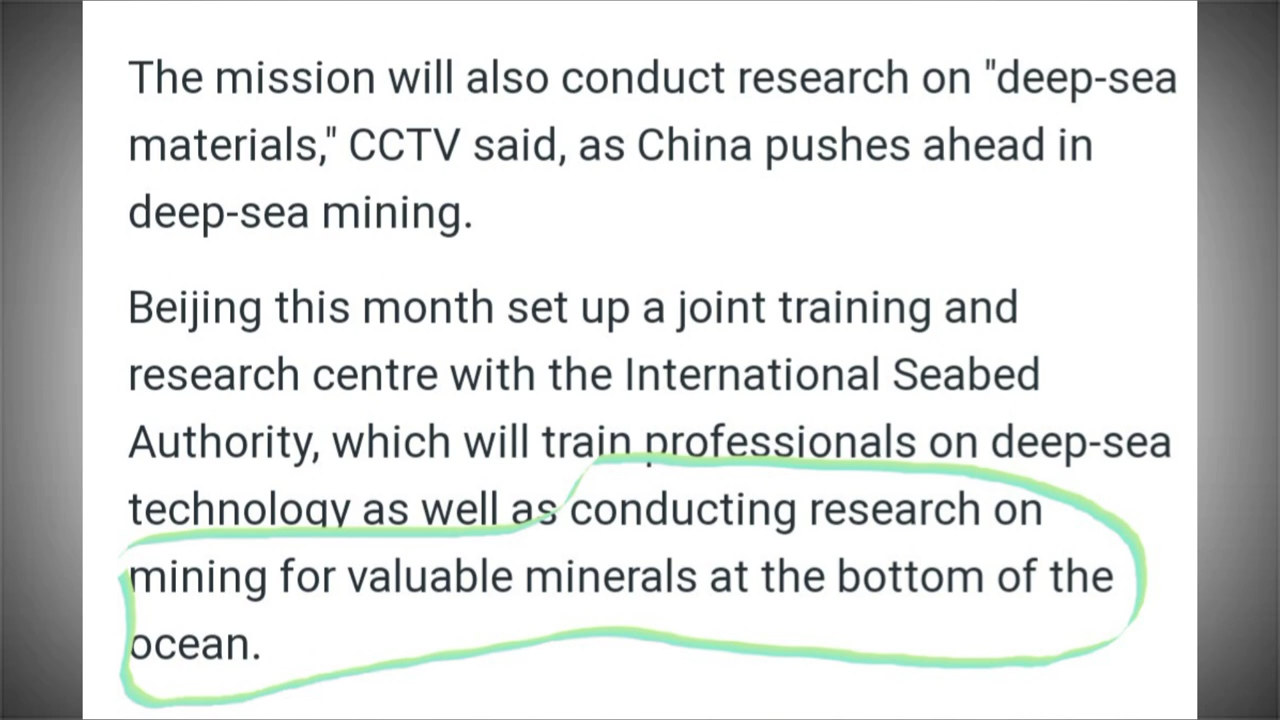 The mission will also conduct research on "deep-sea
materials," CCTV said, as China pushes ahead in
deep-sea mining.
Beijing this month set up a joint training and
research centre with the International Seabed
Authority, which will train professionals on deep-sea
technology as well as conducting research on
mining for valuable minerals at the bottom of the
ocean.